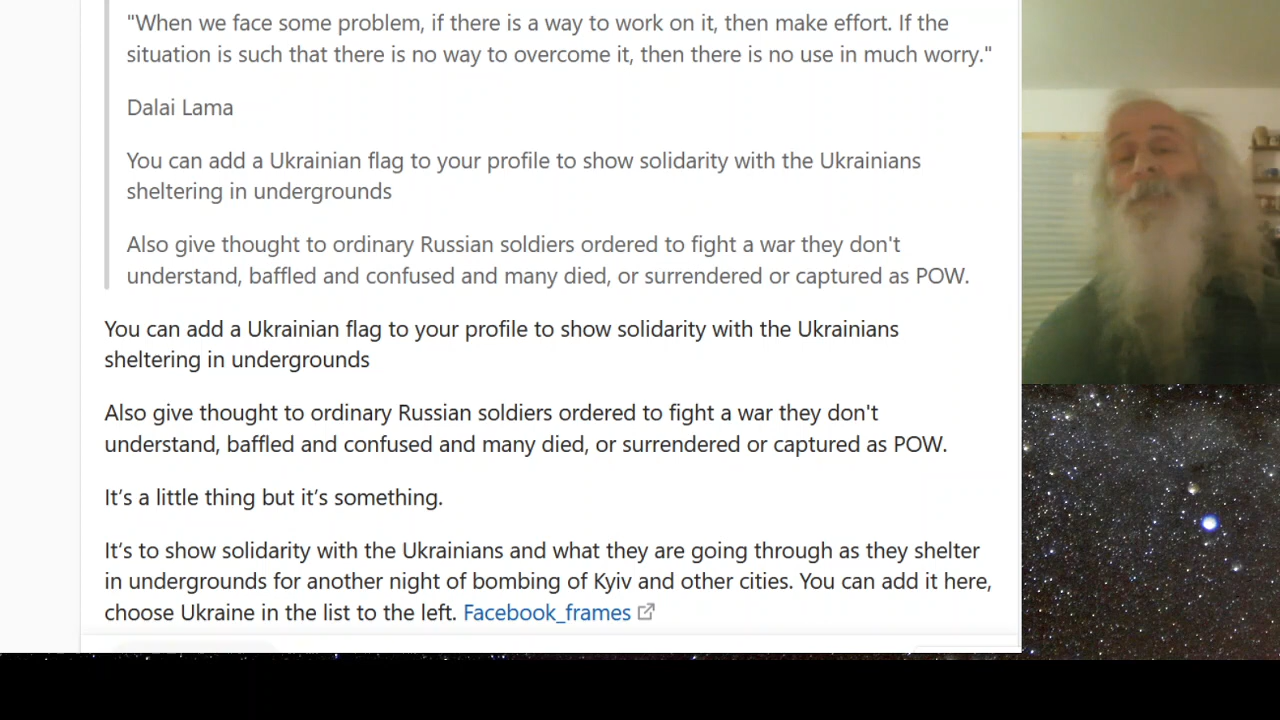 "When we face some problem, if there is a way to work on it, then make effort. If the
situation is such that there is no way to overcome it, then there is no use in much worry."
Dalai Lama
You can add a Ukrainian flag to your profile to show solidarity with the Ukrainians
sheltering in undergrounds
Also give thought to ordinary Russian soldiers ordered to fight a war they don't
understand, baffled and confused and many died, or surrendered or captured as POW.
You can add a Ukrainian flag to your profile to show solidarity with the Ukrainians
sheltering in undergrounds
Also give thought to ordinary Russian soldiers ordered to fight a war they don't
understand, baffled and confused and many died, or surrendered or captured as POW.
It’s a little thing but it’s something.
It’s to show solidarity with the Ukrainians and what they are going through as they shelter
in undergrounds for another night of bombing of Kyiv and other cities. You can add it here,
choose Ukraine in the list to the left. Facebook_frames